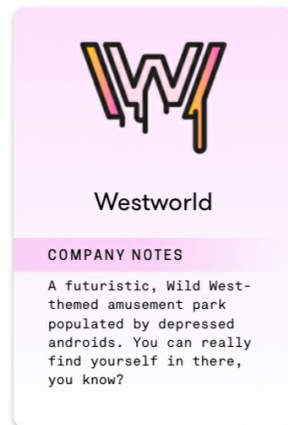 Westworld
COMPANY NOTES
A futuristic, Wild West-
themed amusement park
populated by depressed
androids. You can really
find yourself in there,
you know?